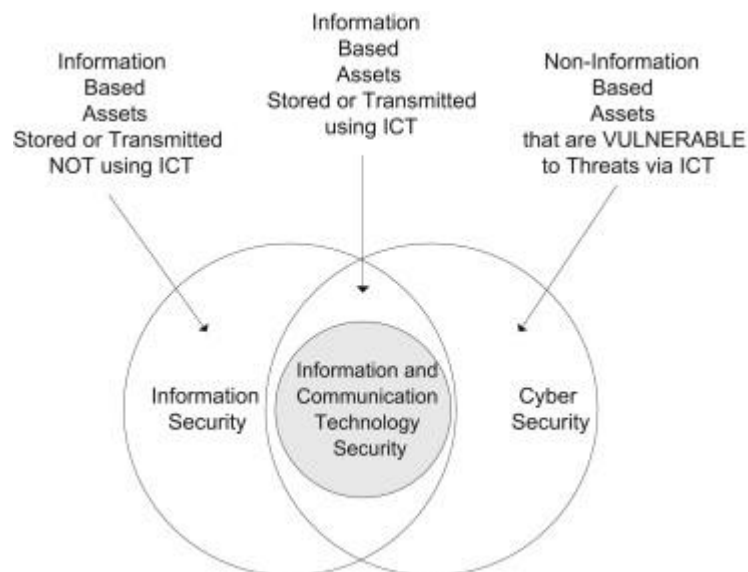 Information
Based
Assets
Stored or Transmitted
NOT using ICT
Information
Based
Assets
Stored or Transmitted
using ICT
Non-Information
Based
Assets
that are VULNERABLE
to Threats via ICT
Information
Security
Information and
Communication
Technology
Security
Cyber
Security